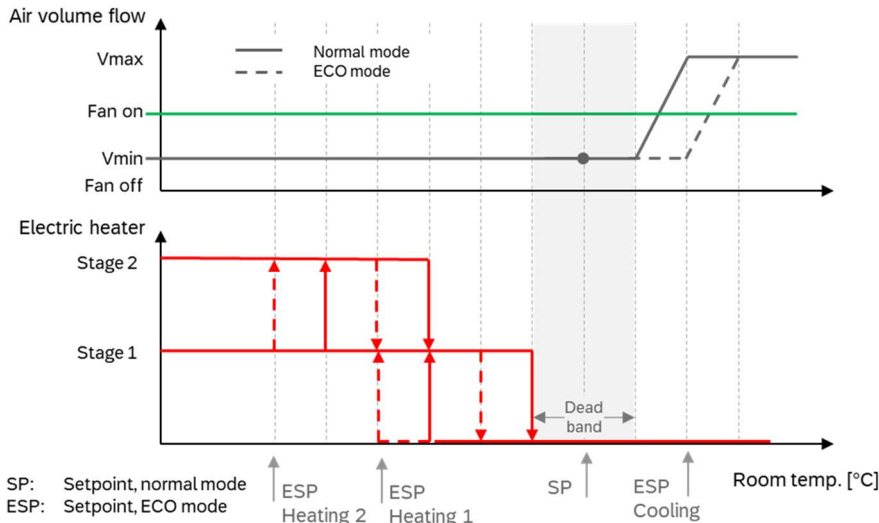 Air volume flow
Vmax
Normal mode
ECO mode
Fan on
Vmin
Fan off
Electric heater
Stage 2
Stage 1
Dead
band
Room temp. [°C]
SP: Setpoint, normal mode
ESP: Setpoint, ECO mode
ESP
Heating 2
ESP
Heating 1
SP
ESP
Cooling